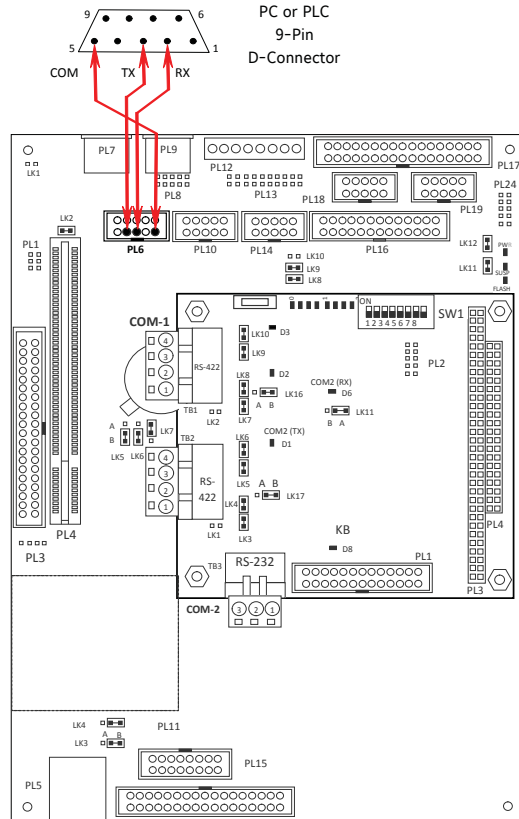 PC or PLC
9-Pin
D-Connector
9 6
5 1
COM TX RX
LK1
PL7
PL9
PL8
PL12
PL13
PL18
PL17
PL19
PL24
LK2
PL1
PL6
PL10
PL14
PL16
LK10
LK9
LK8
LK12
LK11
PWR
SUSP
FLASH
COM-1
4
3
2
1
RS-422
TB1
LK10
LK9
D3
ON
1 2 3 4 5 6 7 8
SW1
PL2
LK8
LK7
D2
A B
LK16
COM2 (RX)
D6
LK11
B A
LK2
COM2 (TX)
D1
LK6
LK5
A
B
LK5
LK6
LK7
TB2
4
3
2
1
RS-
422
A B
LK17
LK4
LK3
LK1
KB
D8
PL1
PL4
PL3
PL3
PL4
TB3
RS-232
COM-2
3 2 1
LK4
A B
LK3
PL11
PL15
PL5